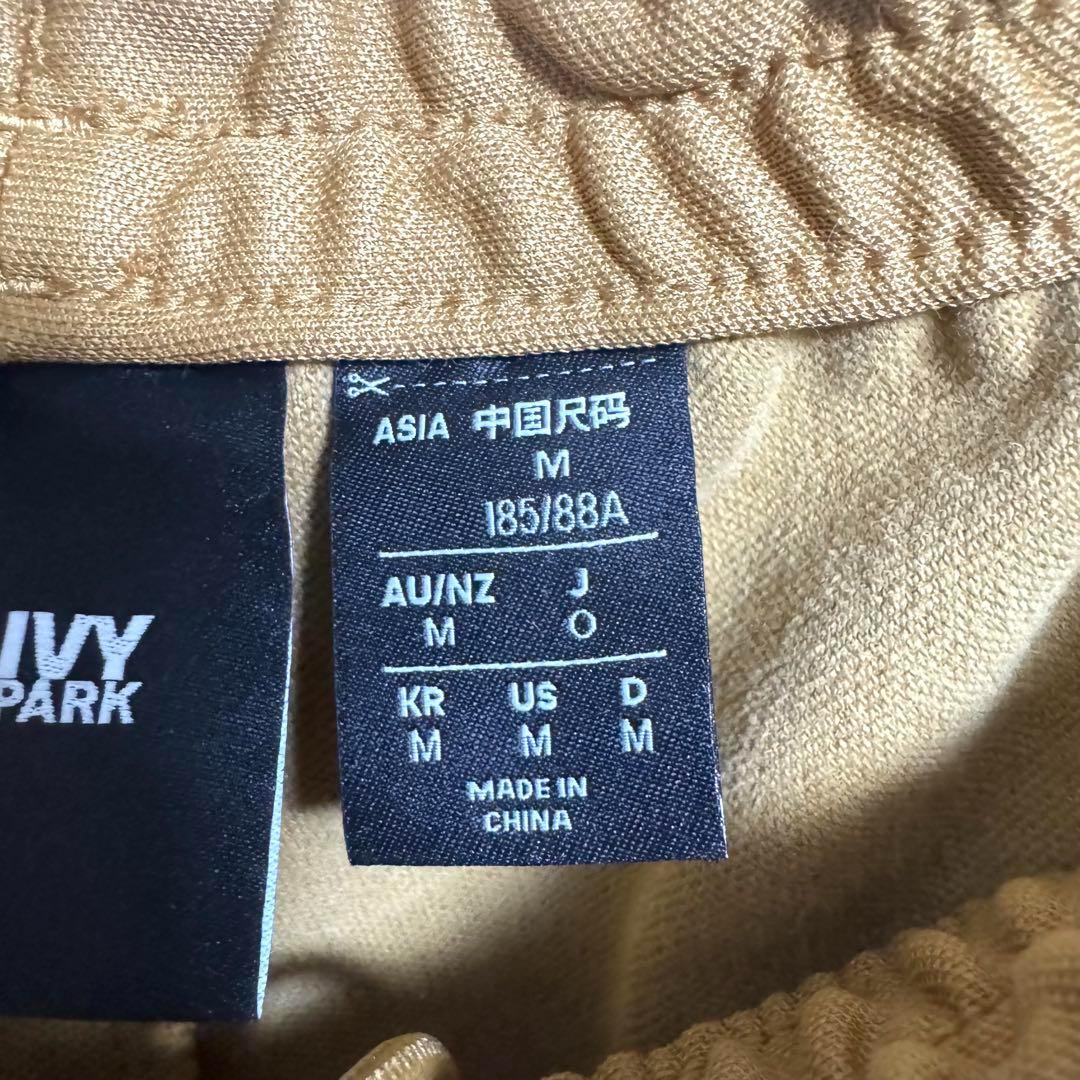 IVY
PARK
ASIA 中国尺码
M
185/88A
AU/NZ J
M O
KR US D
M M M
MADE IN
CHINA